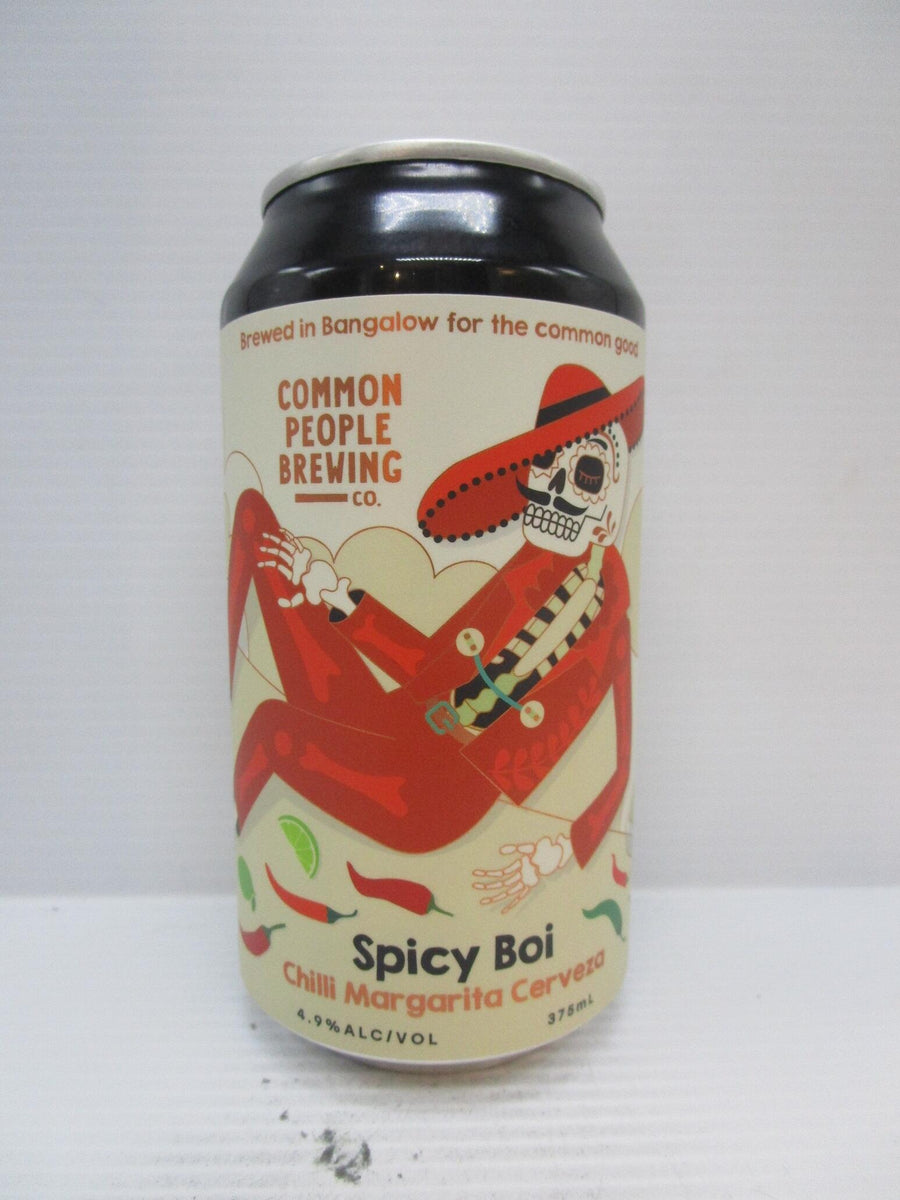 Brewed in Bangalow for the common good
COMMON
PEOPLE
BREWING
CO.
Spicy Boi
Chilli Margarita Cerveza
4.9%ALC/VOL
375mL